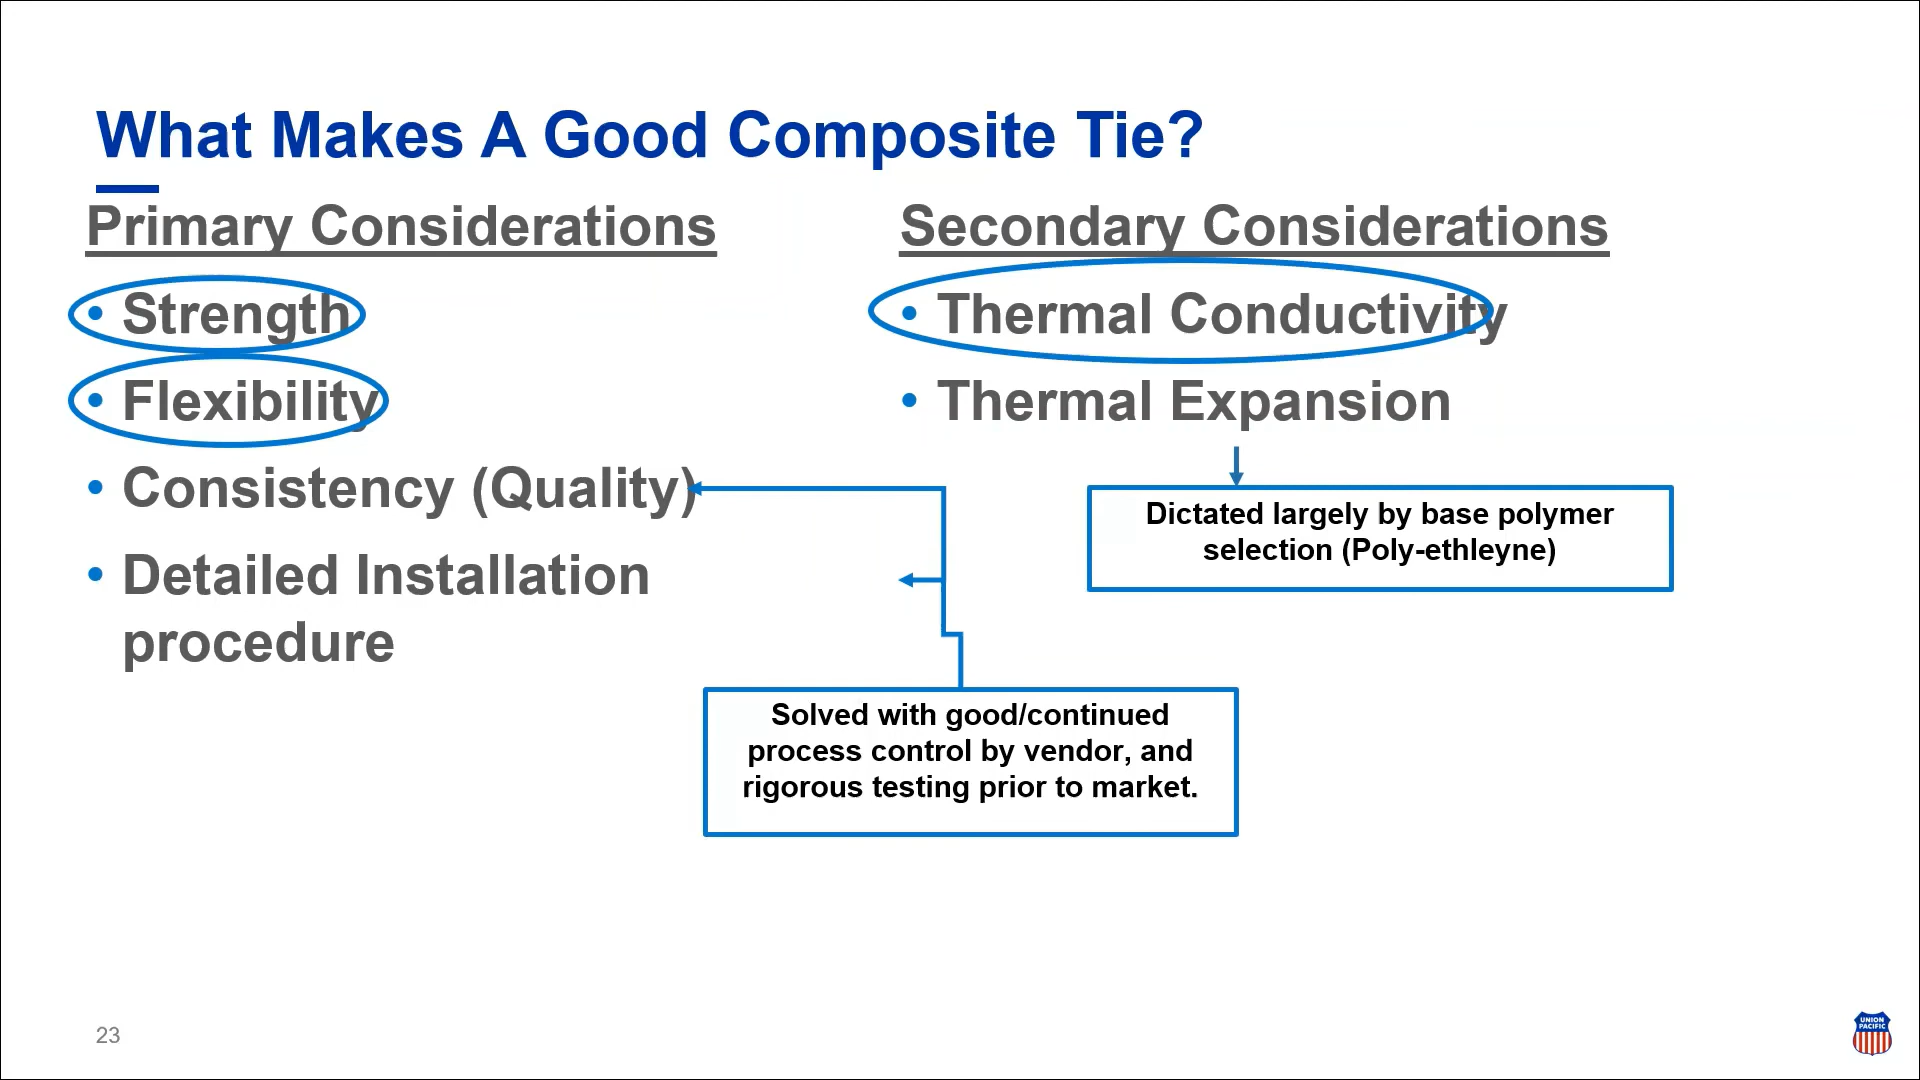 What Makes A Good Composite Tie?
Primary Considerations
• Strength
• Flexibility
• Consistency (Quality)
• Detailed Installation
procedure
Secondary Considerations
• Thermal Conductivity
• Thermal Expansion
Dictated largely by base polymer
selection (Poly-ethleyne)
Solved with good/continued
process control by vendor, and
rigorous testing prior to market.
23
UNION
PACIFIC